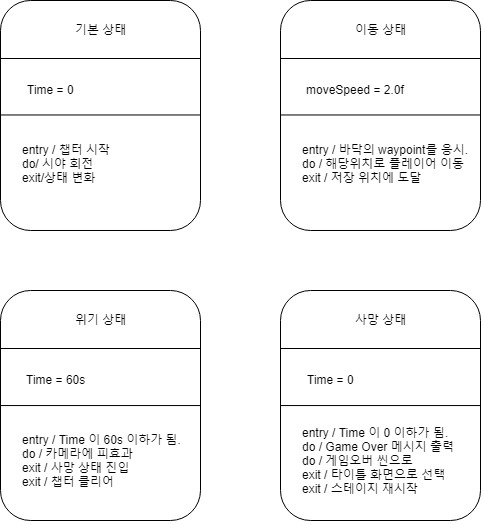 기본 상태
Time = 0
entry / 챕터 시작
do/ 시야 회전
exit/상태 변화
이동 상태
moveSpeed = 2.0f
entry / 바닥의 waypoint를 응시.
do / 해당위치로 플레이어 이동
exit / 저장 위치에 도달
위기 상태
Time = 60s
entry / Time 이 60s 이하가 됨.
do / 카메라에 피효과
exit / 사망 상태 진입
exit / 챕터 클리어
사망 상태
Time = 0
entry / Time 이 0 이하가 됨.
do / Game Over 메시지 출력
do / 게임오버 씬으로
exit / 타이틀 화면으로 선택
exit / 스테이지 재시작